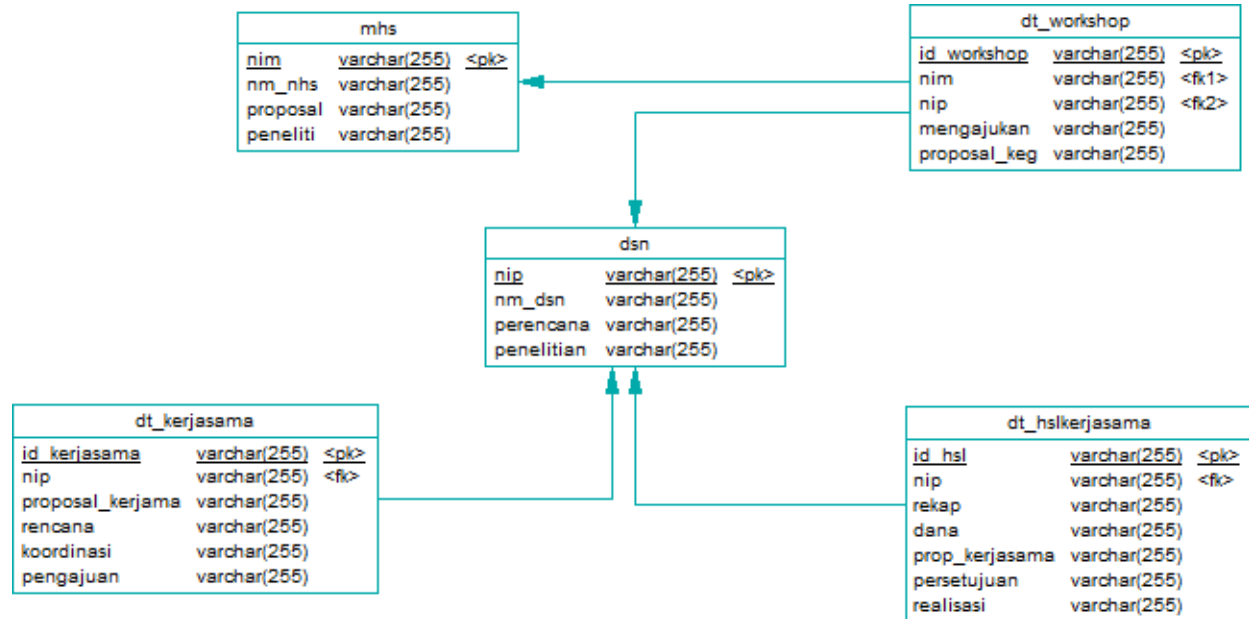 mhs
nim varchar(255) <pk>
nm_nhs varchar(255)
proposal varchar(255)
peneliti varchar(255)
dt_workshop
id_workshop varchar(255) <pk>
nim varchar(255) <fk1>
nip varchar(255) <fk2>
mengajukan varchar(255)
proposal_keg varchar(255)
dsn
nip varchar(255) <pk>
nm_dsn varchar(255)
perencana varchar(255)
penelitian varchar(255)
dt_kerjasama
id_kerjasama varchar(255) <pk>
nip varchar(255) <fk>
proposal_kerjama varchar(255)
rencana varchar(255)
koordinasi varchar(255)
pengajuan varchar(255)
dt_hslkerjasama
id_hsl varchar(255) <pk>
nip varchar(255) <fk>
rekap varchar(255)
dana varchar(255)
prop_kerjasama varchar(255)
persetujuan varchar(255)
realisasi varchar(255)